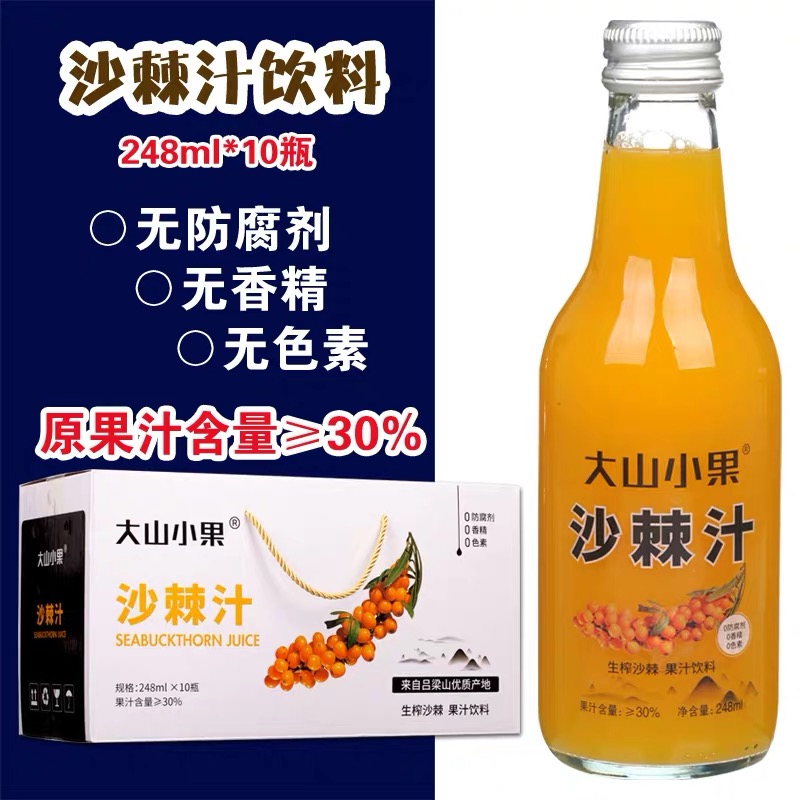 沙棘汁饮料
248ml*10瓶
○无防腐剂
○无香精
○无色素
原果汁含量≥30%
大山小果®
沙棘汁
SEABUCKTHORN JUICE
规格:248ml×10瓶
果汁含量≥30%
0防腐剂
0香精
0色素
来自吕梁山优质产地
生榨沙棘 果汁饮料
沙棘汁
大山小果®
沙棘汁
0防腐剂
0香精
0色素
生榨沙棘 果汁饮料
果汁含量:≥30% 净含量:248ml